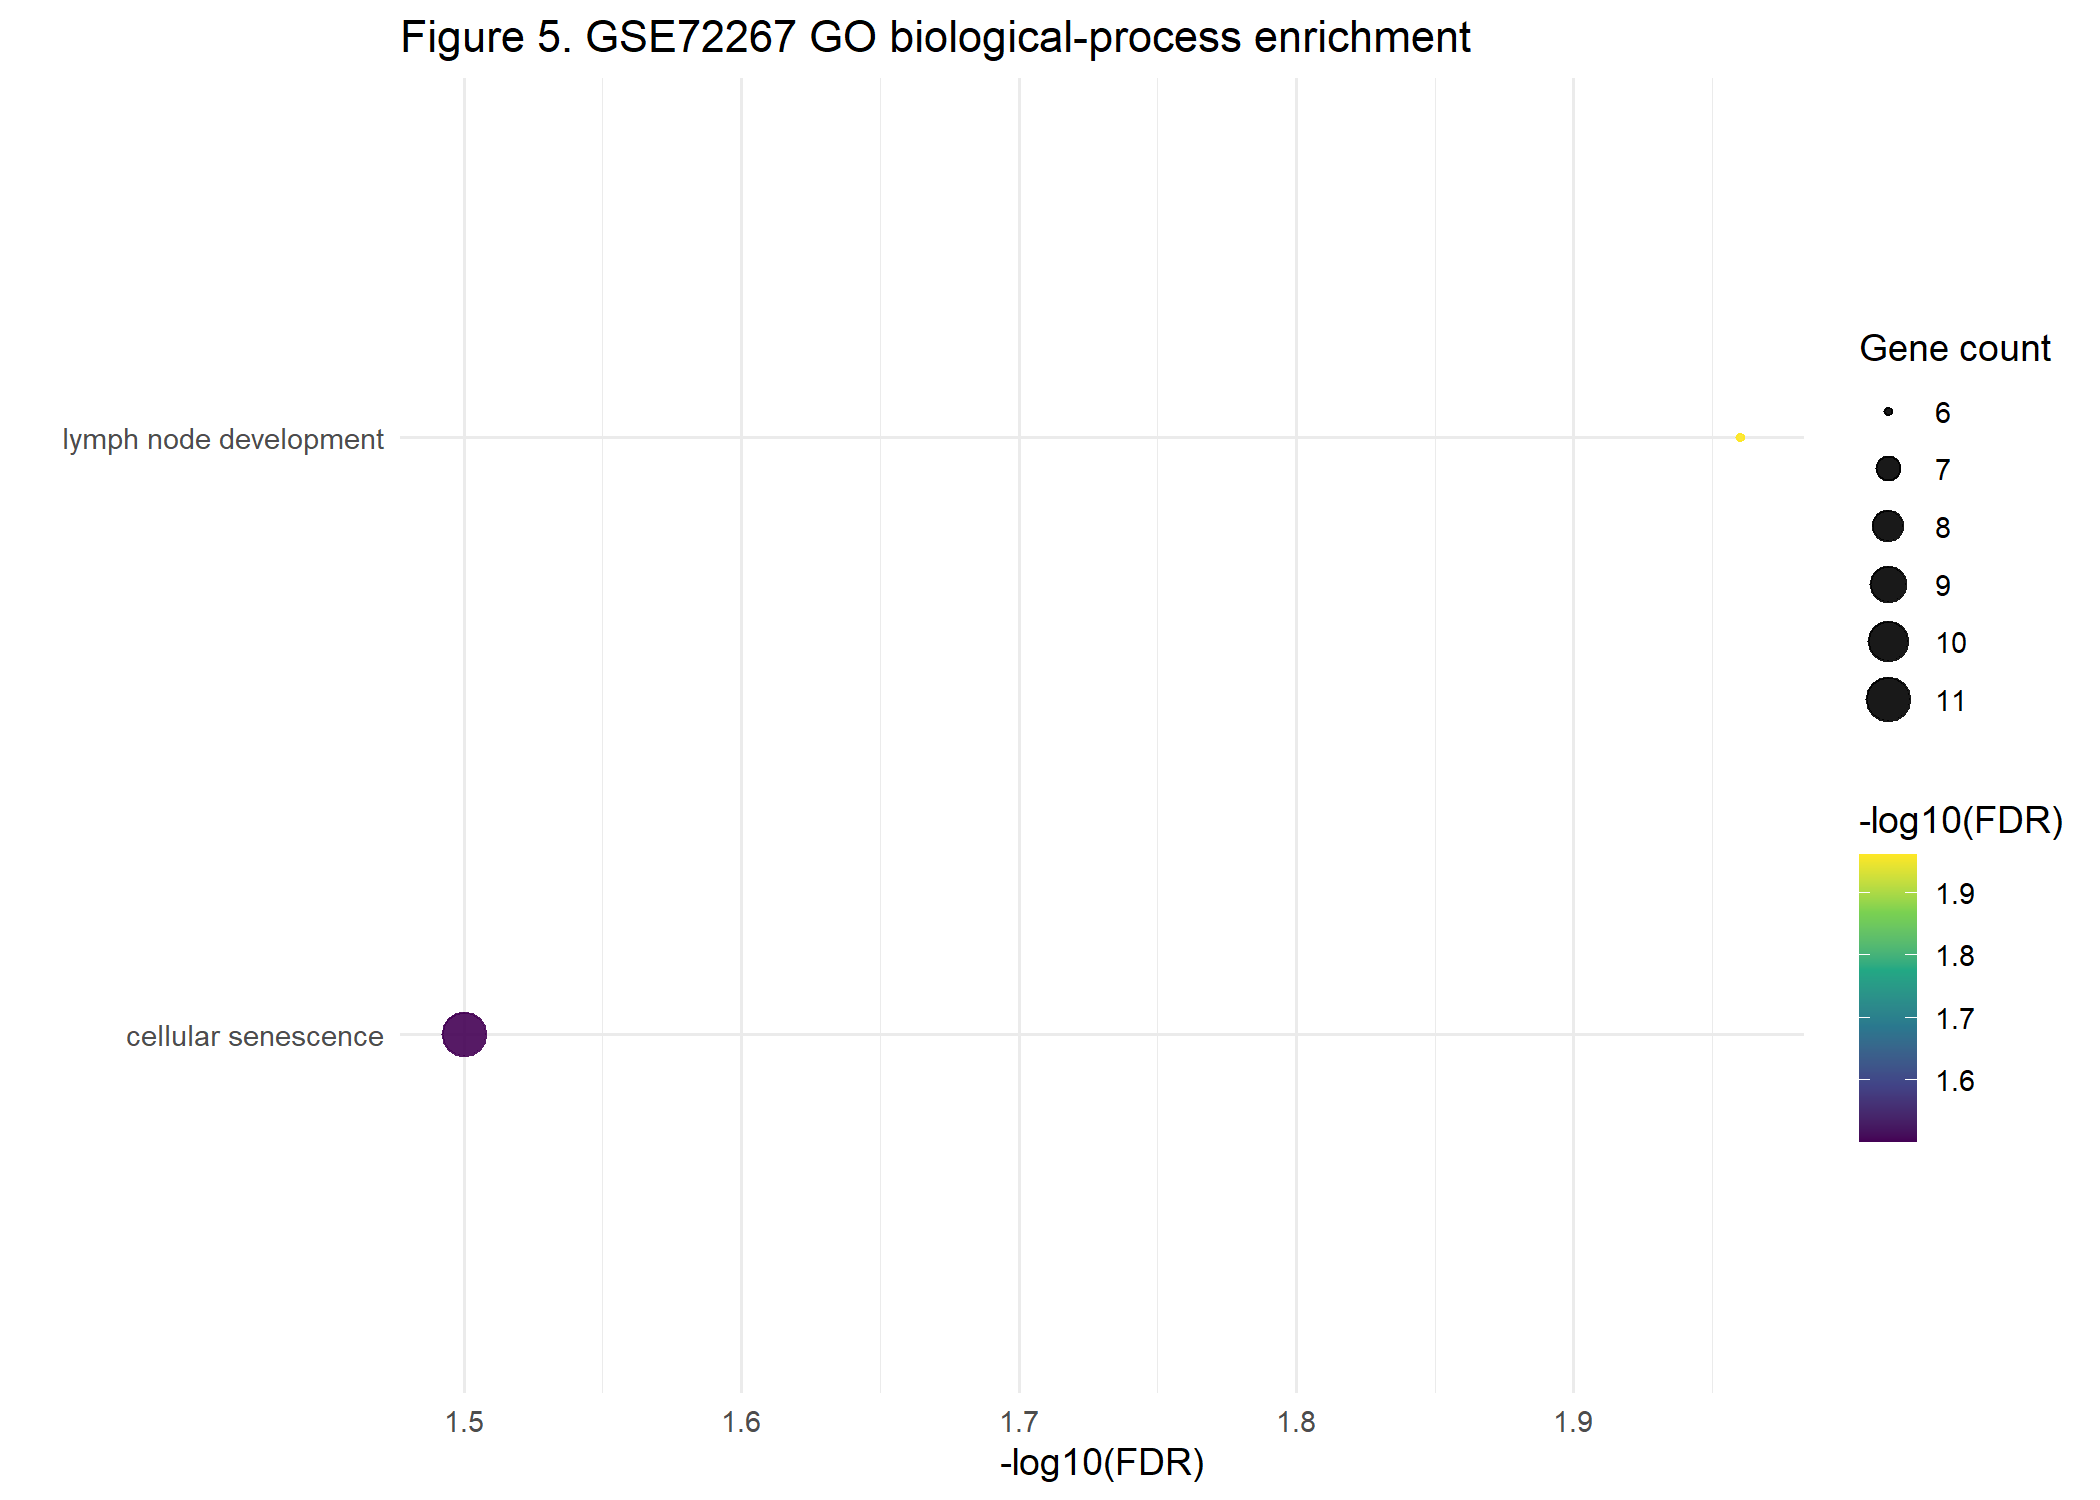 Figure 5. GSE72267 GO biological-process enrichment
lymph node development
cellular senescence
1.5
1.6
1.7
1.8
1.9
-log10(FDR)
Gene count
6
7
8
9
10
11
-log10(FDR)
1.9
1.8
1.7
1.6